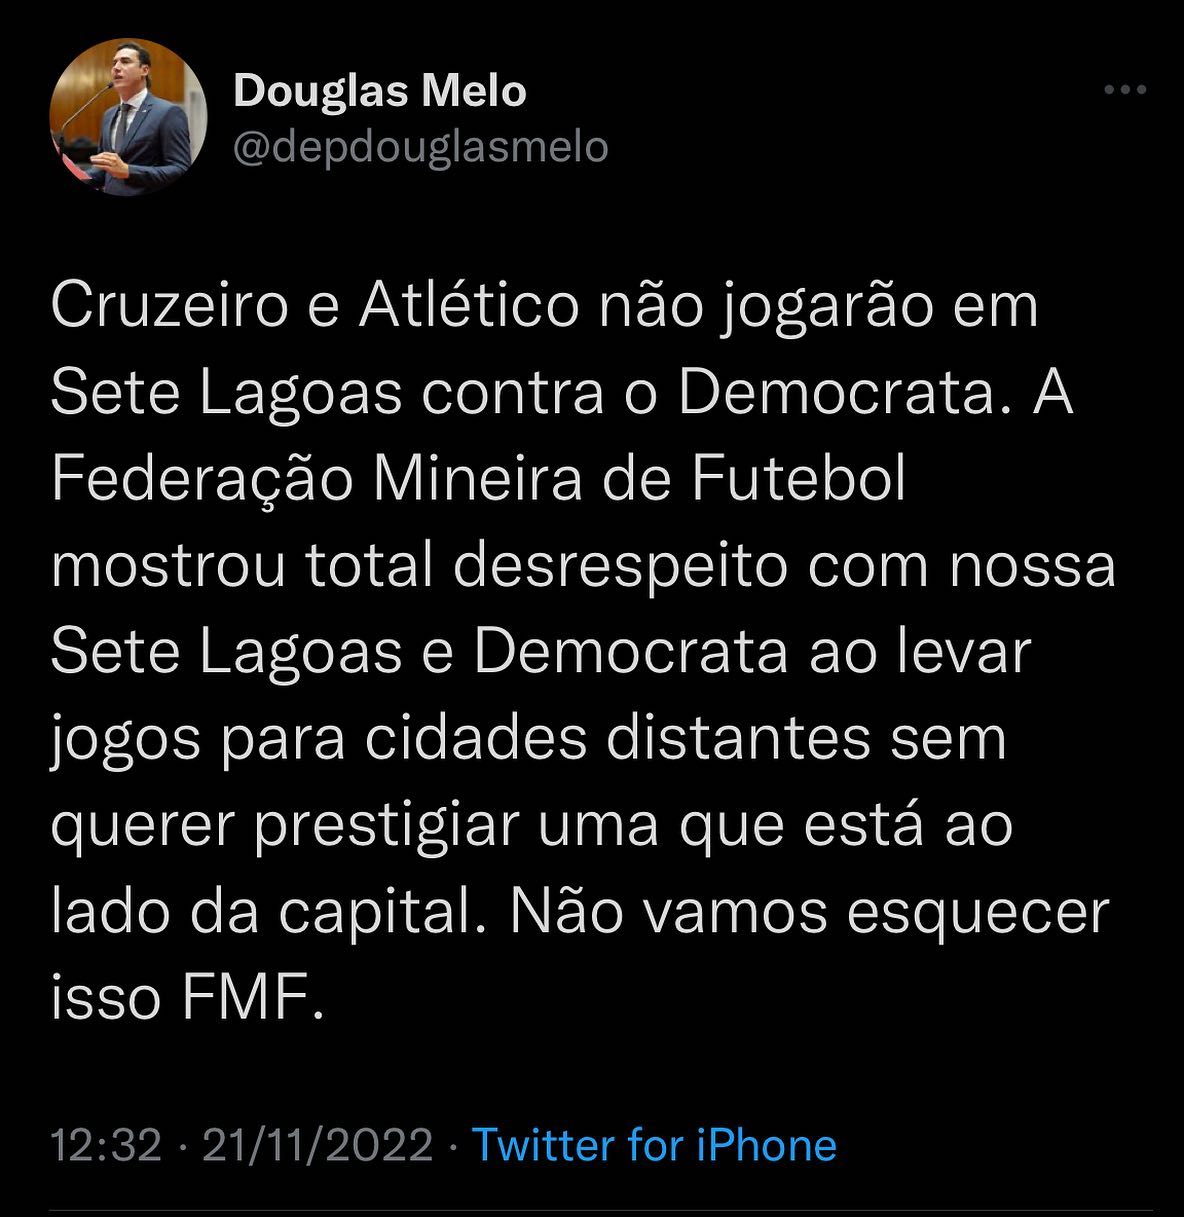 Douglas Melo
@depdouglasmelo
Cruzeiro e Atlético não jogarão em
Sete Lagoas contra o Democrata. A
Federação Mineira de Futebol
mostrou total desrespeito com nossa
Sete Lagoas e Democrata ao levar
jogos para cidades distantes sem
querer prestigiar uma que está ao
lado da capital. Não vamos esquecer
isso FMF.
12:32 · 21/11/2022 · Twitter for iPhone